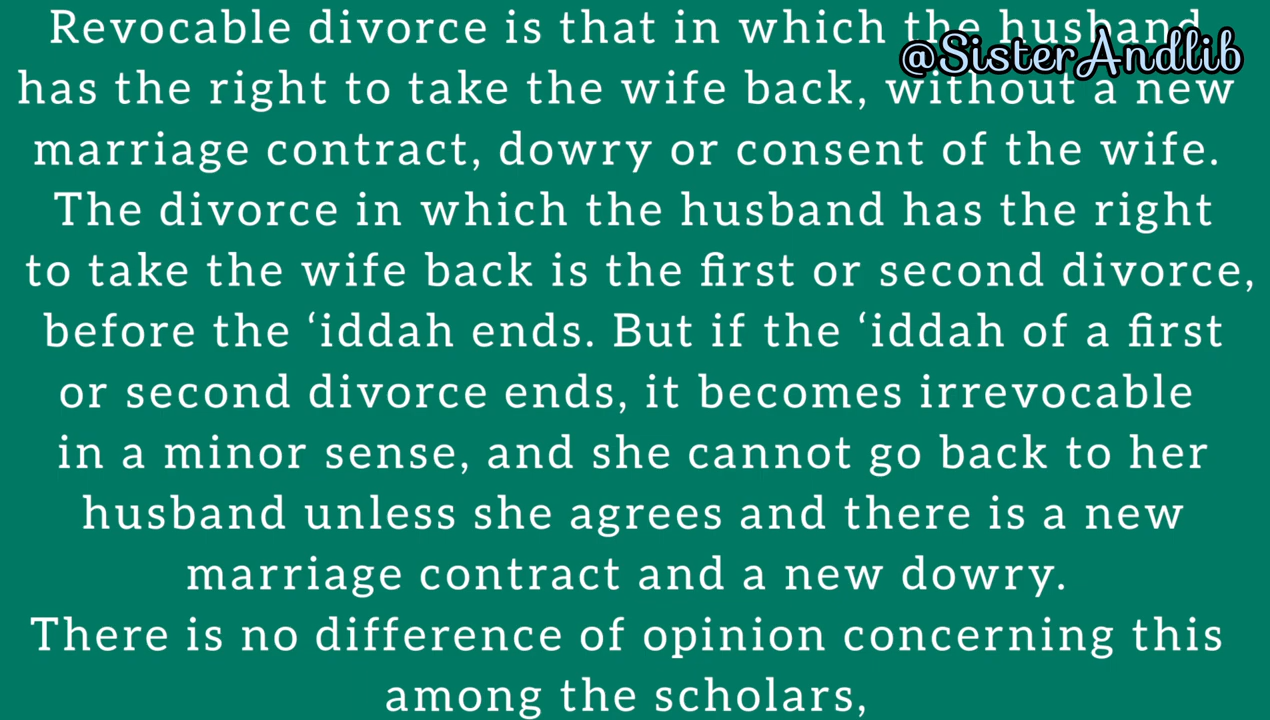 Revocable divorce is that in which the husband
@SisterAndlib
has the right to take the wife back, without a new
marriage contract, dowry or consent of the wife.
The divorce in which the husband has the right
to take the wife back is the first or second divorce,
before the ‘iddah ends. But if the ‘iddah of a first
or second divorce ends, it becomes irrevocable
in a minor sense, and she cannot go back to her
husband unless she agrees and there is a new
marriage contract and a new dowry.
There is no difference of opinion concerning this
among the scholars,